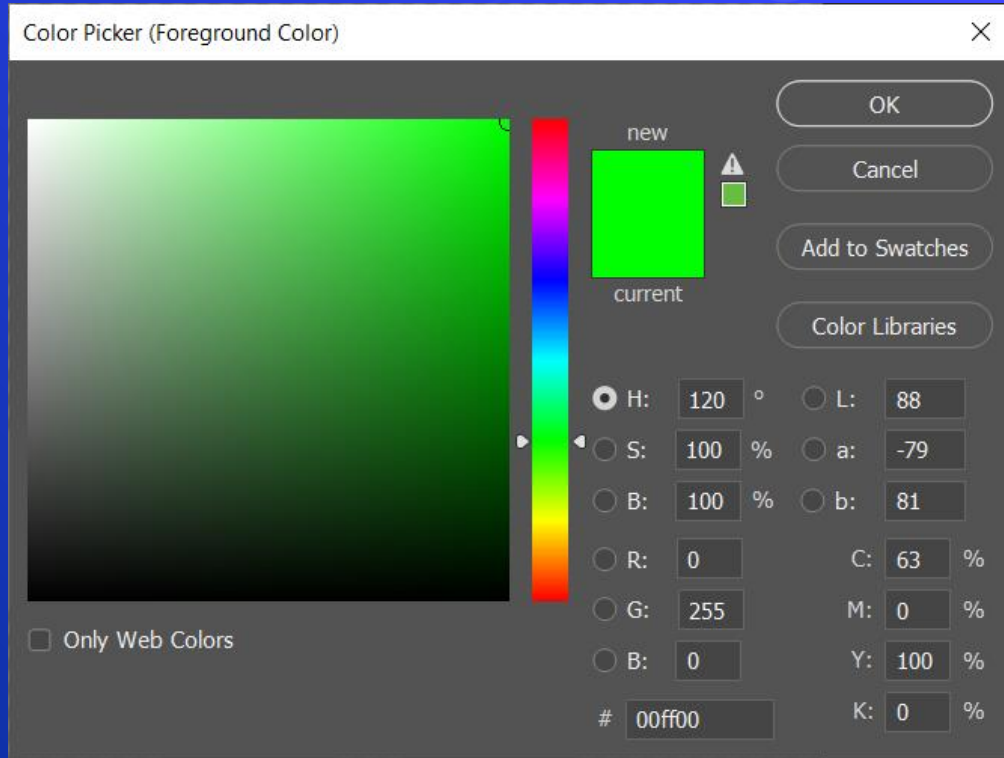 Color Picker (Foreground Color)
new
current
OK
Cancel
Add to Swatches
Color Libraries
H: 120 °
S: 100 %
B: 100 %
R: 0
G: 255
B: 0
# 00ff00
L: 88
a: -79
b: 81
C: 63 %
M: 0 %
Y: 100 %
K: 0 %
Only Web Colors